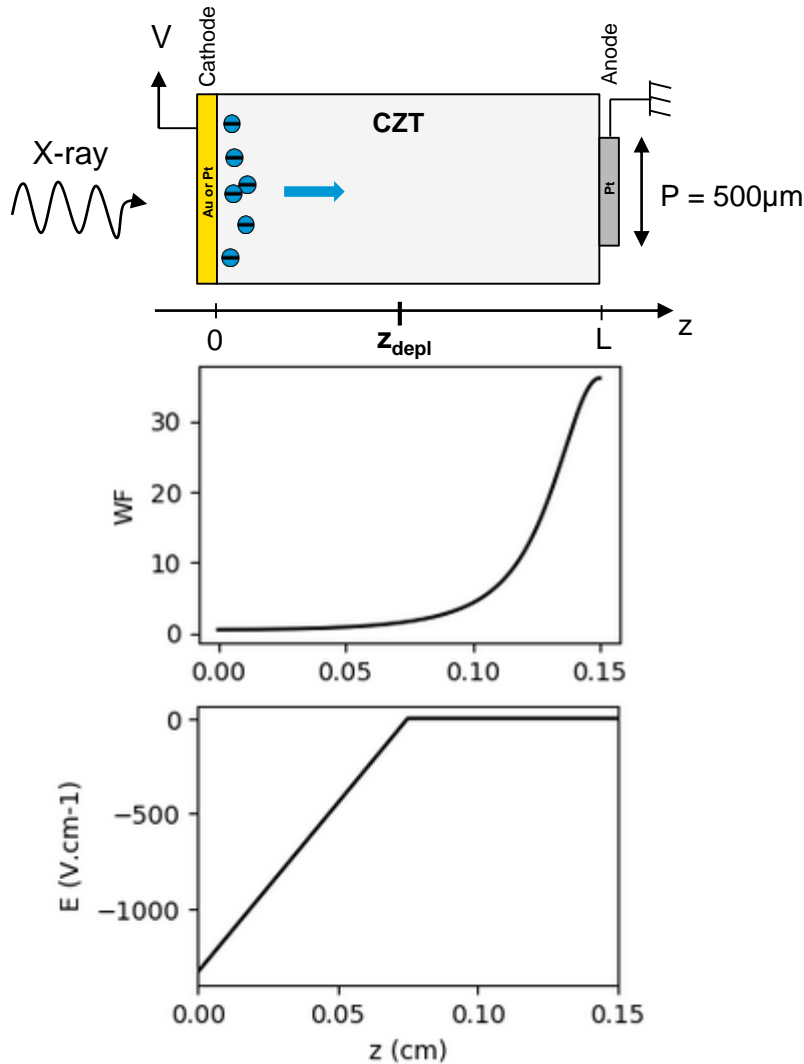 V
Cathode
Anode
CZT
X-ray
Au or Pt
Pt
P = 500µm
0
z_depl
L
z
30
20
10
0
WF
0.00 0.05 0.10 0.15
0
−500
−1000
E (V.cm-1)
0.00 0.05 0.10 0.15
z (cm)